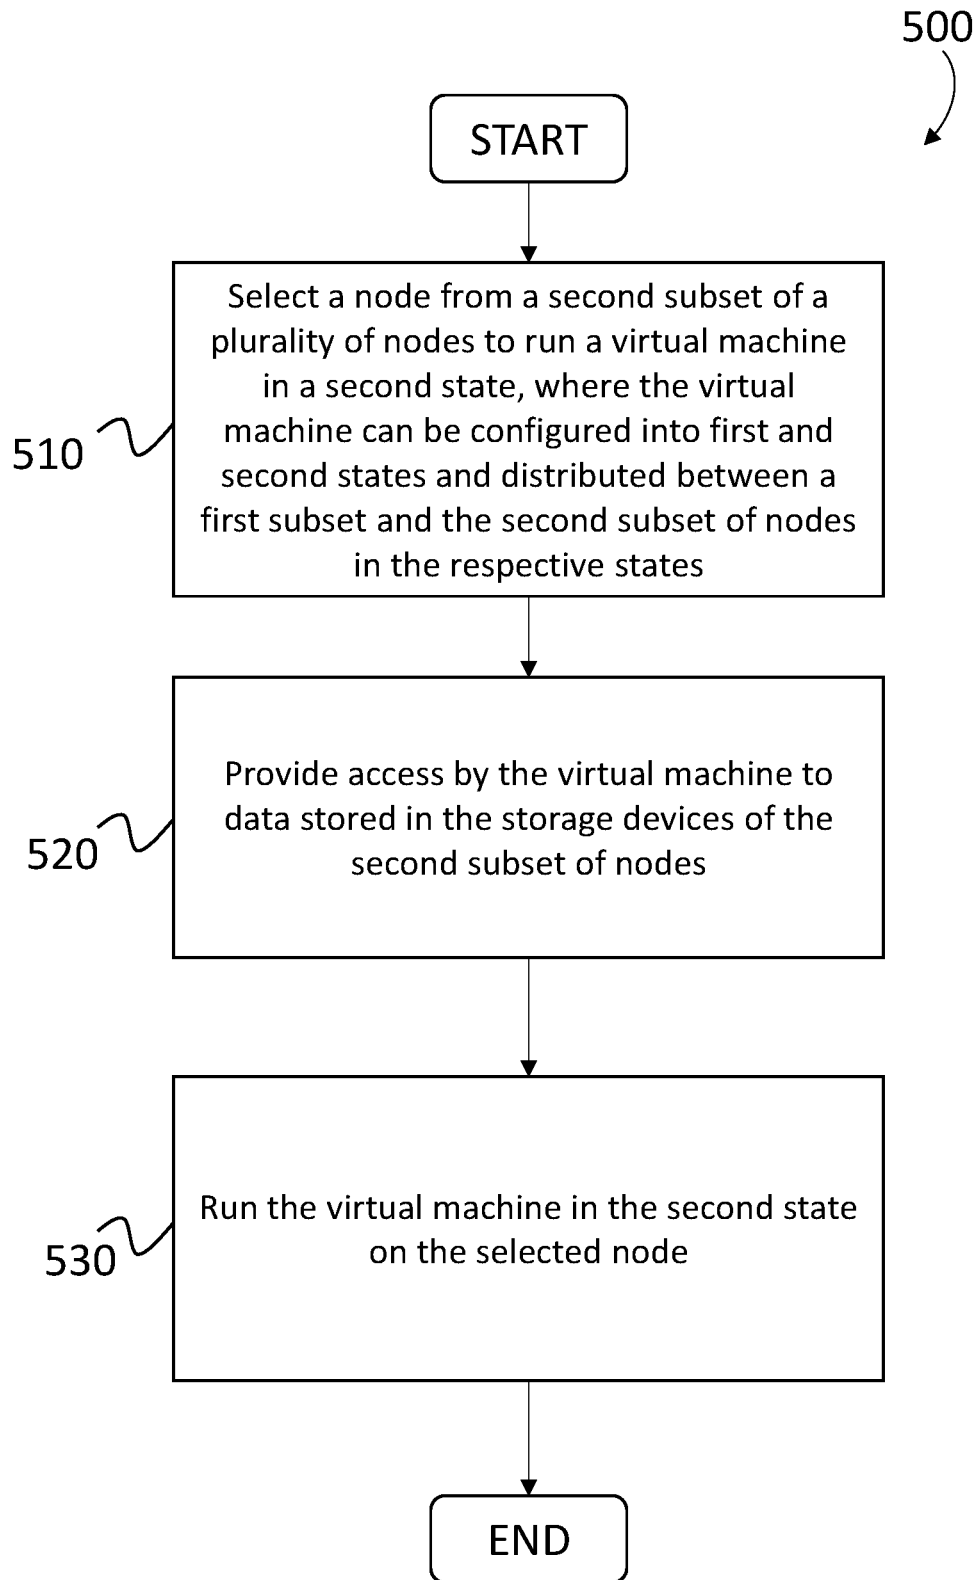 500
START
Select a node from a second subset of a
plurality of nodes to run a virtual machine
in a second state, where the virtual
machine can be configured into first and
second states and distributed between a
first subset and the second subset of nodes
in the respective states
510
Provide access by the virtual machine to
data stored in the storage devices of the
second subset of nodes
520
Run the virtual machine in the second state
on the selected node
530
END